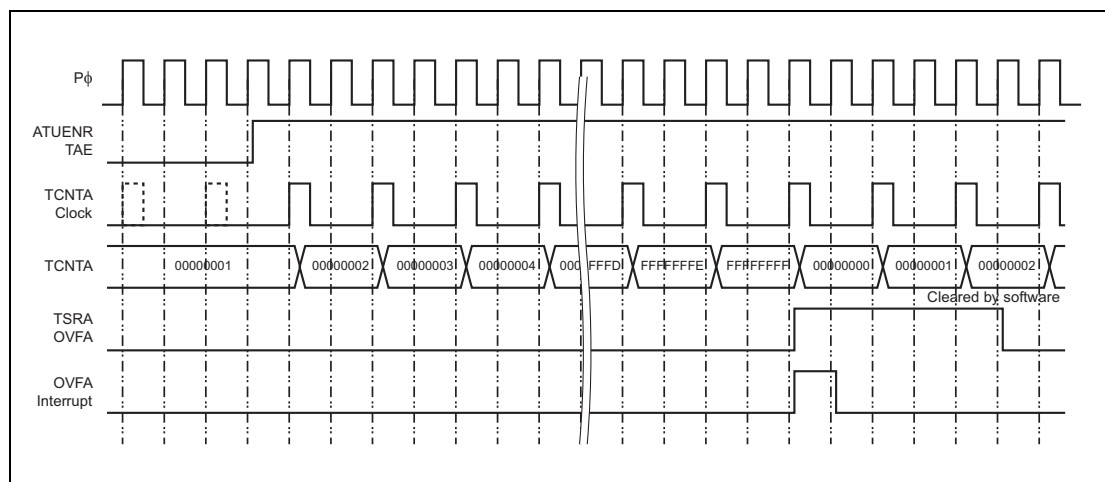 Pϕ
ATUENR
TAE
TCNTA
Clock
TCNTA
00000001
00000002
00000003
00000004
FFFD
FFFFFFFE
FFFFFFFF
00000000
00000001
00000002
Cleared by software
TSRA
OVFA
OVFA
Interrupt